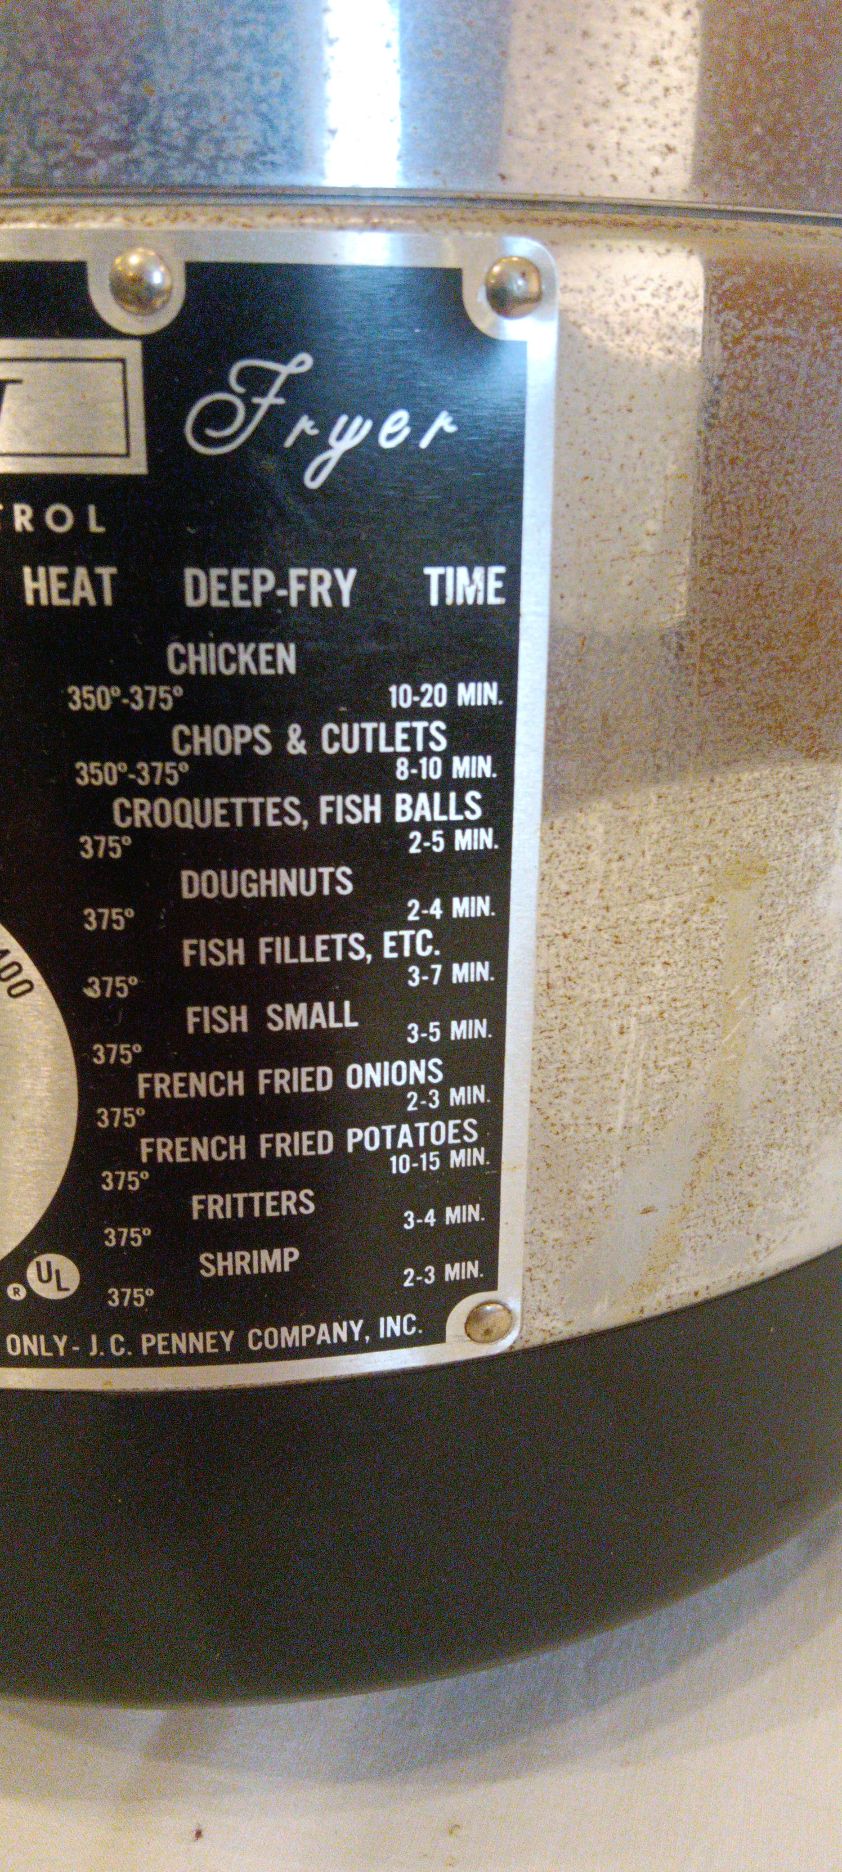 Fryer
HEAT DEEP-FRY TIME
CHICKEN
350°-375° 10-20 MIN.
CHOPS & CUTLETS
350°-375° 8-10 MIN.
CROQUETTES, FISH BALLS
375° 2-5 MIN.
DOUGHNUTS
375° 2-4 MIN.
FISH FILLETS, ETC.
375° 3-7 MIN.
FISH SMALL
375° 3-5 MIN.
FRENCH FRIED ONIONS
375° 2-3 MIN.
FRENCH FRIED POTATOES
375° 10-15 MIN.
FRITTERS
375° 3-4 MIN.
SHRIMP
375° 2-3 MIN.
400
® UL
ONLY - J.C. PENNEY COMPANY, INC.